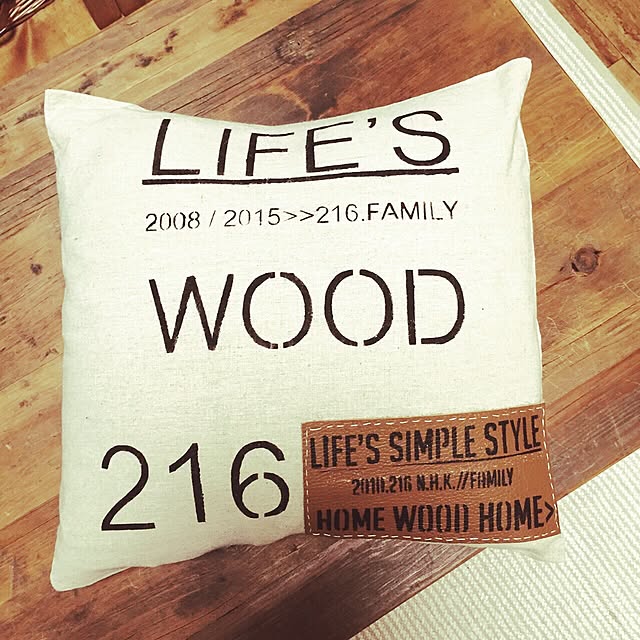 LIFE'S
2008 / 2015>>216.FAMILY
WOOD
216
LIFE'S SIMPLE STYLE
2010.216 N.H.K.//FAMILY
HOME WOOD HOME>